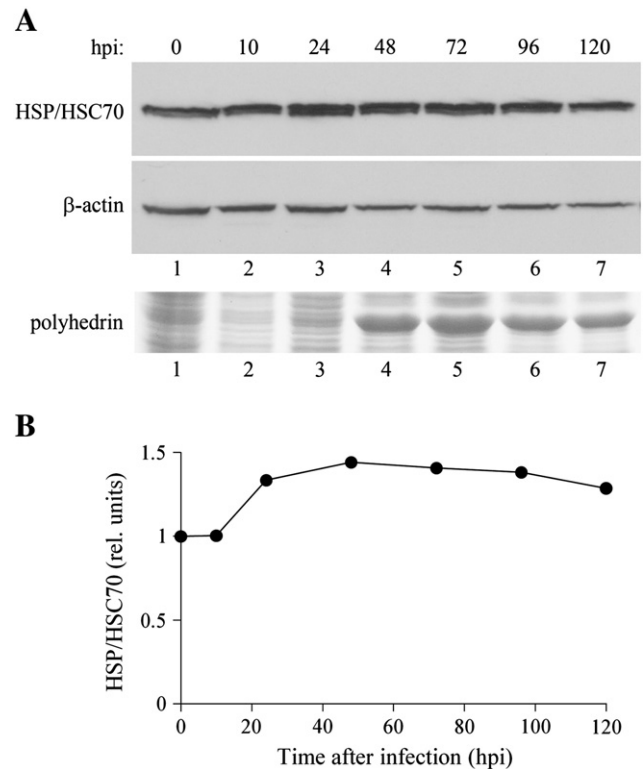 A
hpi: 0 10 24 48 72 96 120
HSP/HSC70
β-actin
1 2 3 4 5 6 7
polyhedrin
1 2 3 4 5 6 7
B
HSP/HSC70 (rel. units)
1.5
1
0.5
0
0 20 40 60 80 100 120
Time after infection (hpi)